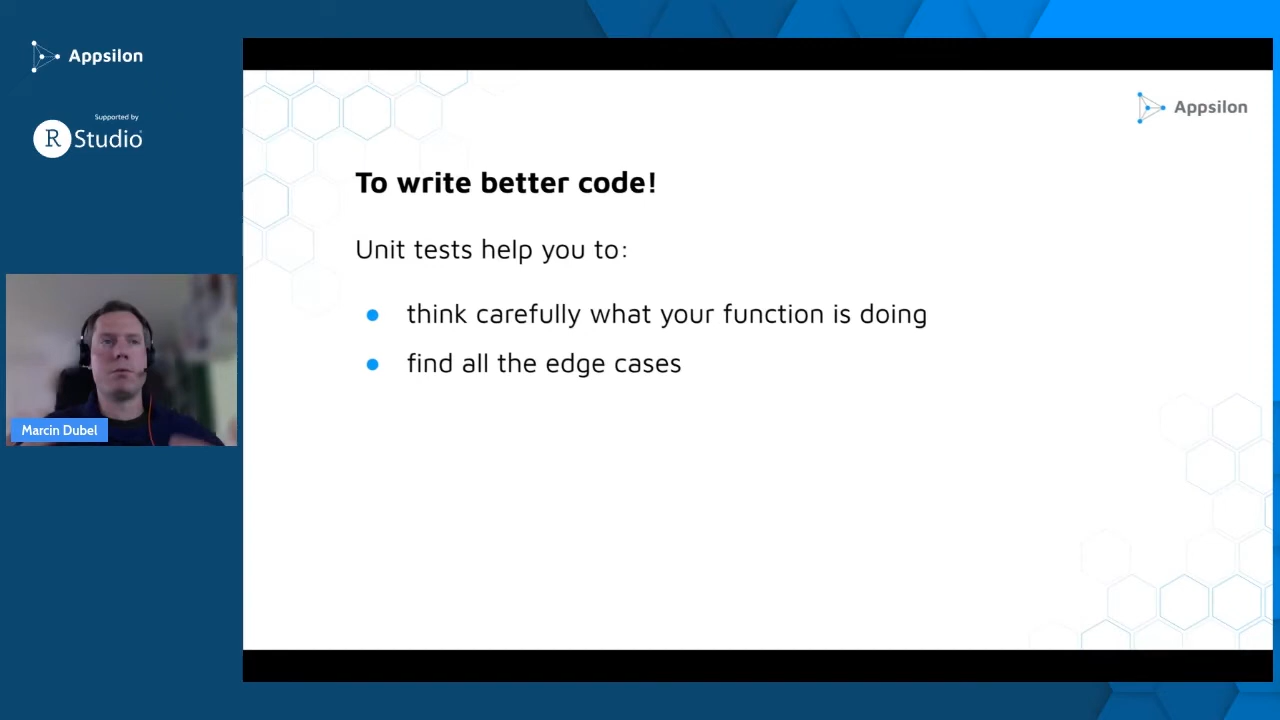 Appsilon
Supported by
R Studio
Marcin Dubel
Appsilon
To write better code!
Unit tests help you to:
think carefully what your function is doing
find all the edge cases